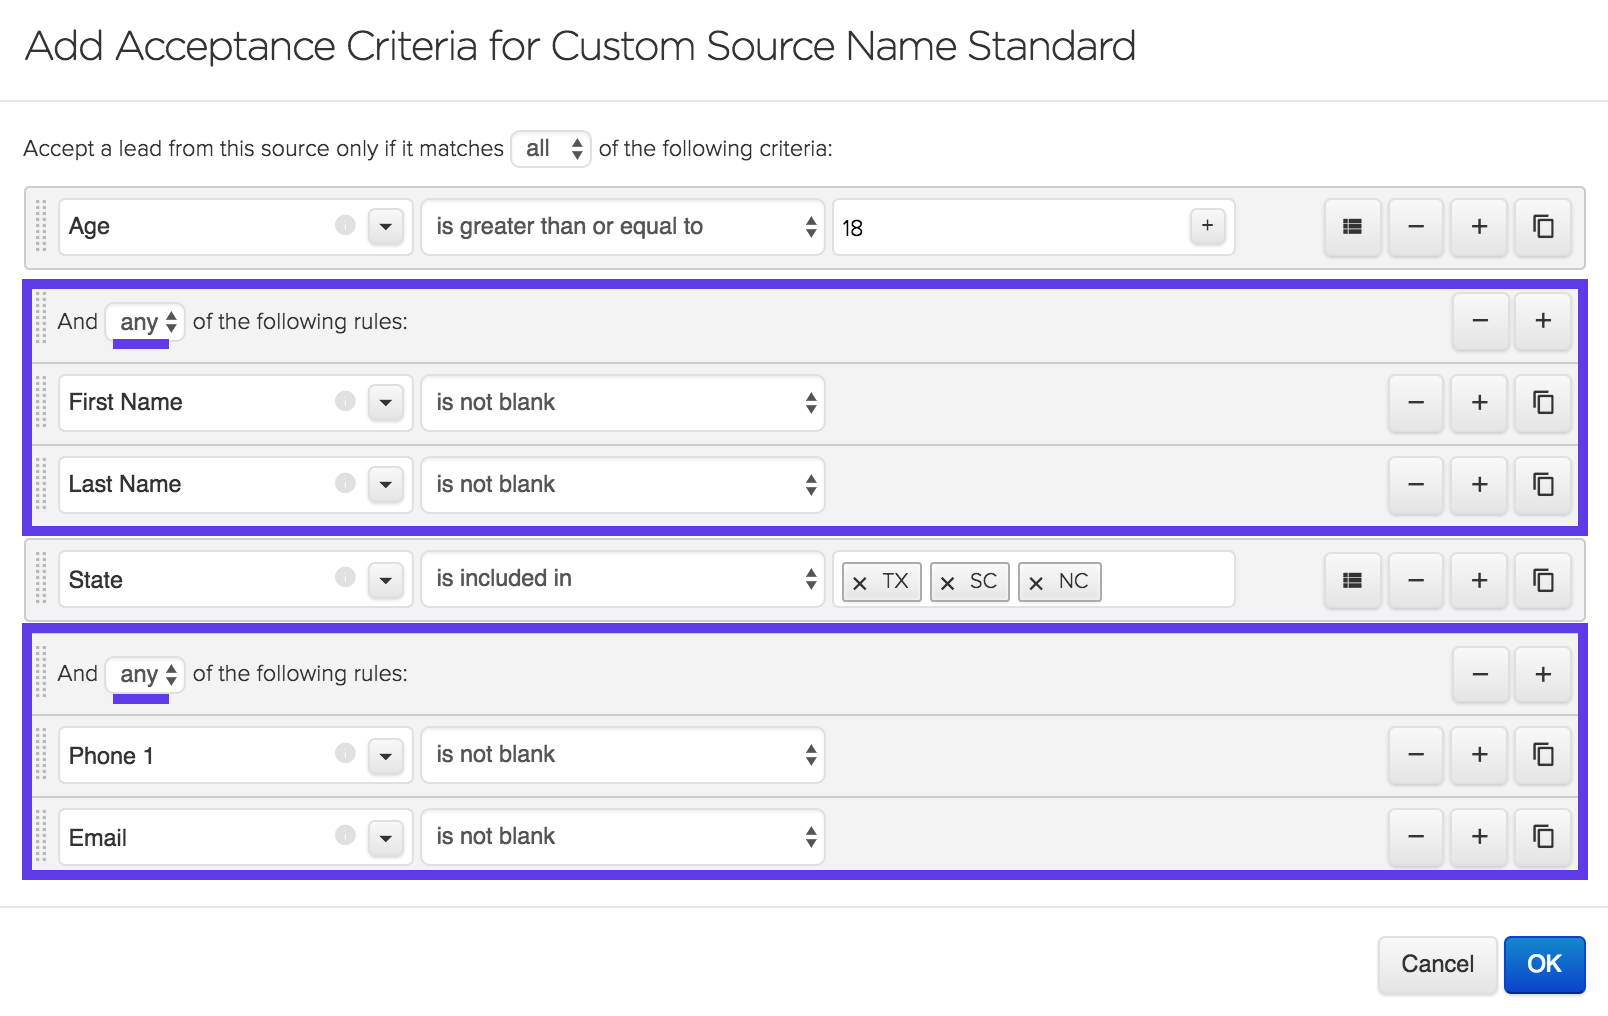 Add Acceptance Criteria for Custom Source Name Standard
Accept a lead from this source only if it matches all of the following criteria:
Age is greater than or equal to 18 + − +
And any of the following rules: − +
First Name is not blank − +
Last Name is not blank − +
State is included in × TX × SC × NC − +
And any of the following rules: − +
Phone 1 is not blank − +
Email is not blank − +
Cancel OK